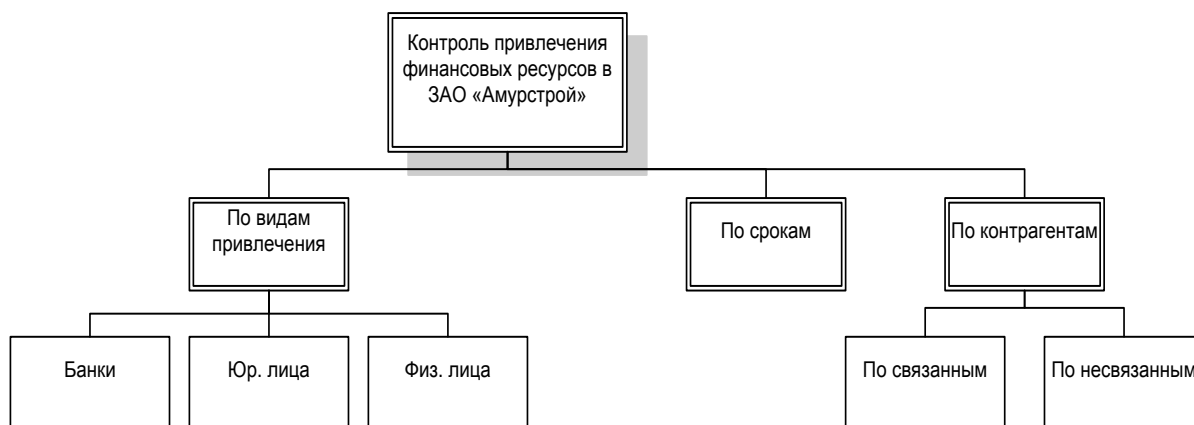 Контроль привлечения
финансовых ресурсов в
ЗАО «Амурстрой»
По видам
привлечения
По срокам
По контрагентам
Банки
Юр. лица
Физ. лица
По связанным
По несвязанным